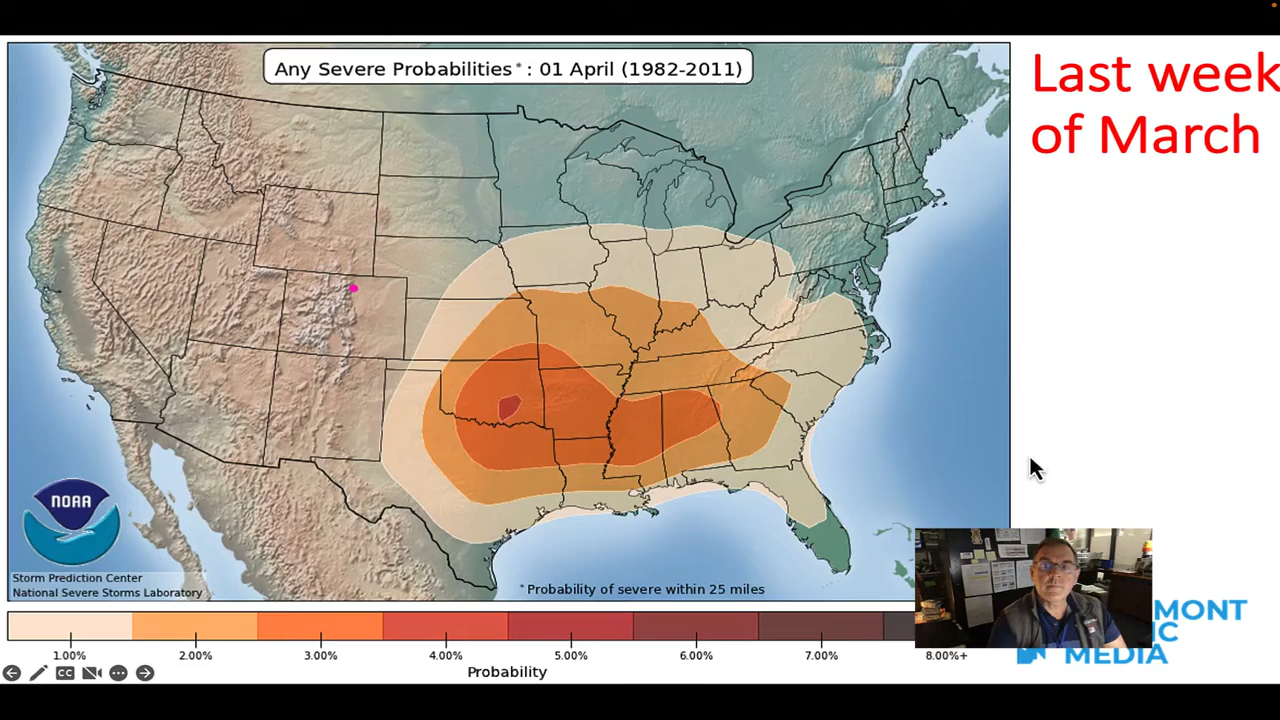 Any Severe Probabilities*: 01 April (1982-2011)
Last week
of March
NOAA
Storm Prediction Center
National Severe Storms Laboratory
*Probability of severe within 25 miles
1.00%
2.00%
3.00%
4.00%
5.00%
6.00%
7.00%
8.00%+
Probability
CC
MONT
IC
MEDIA